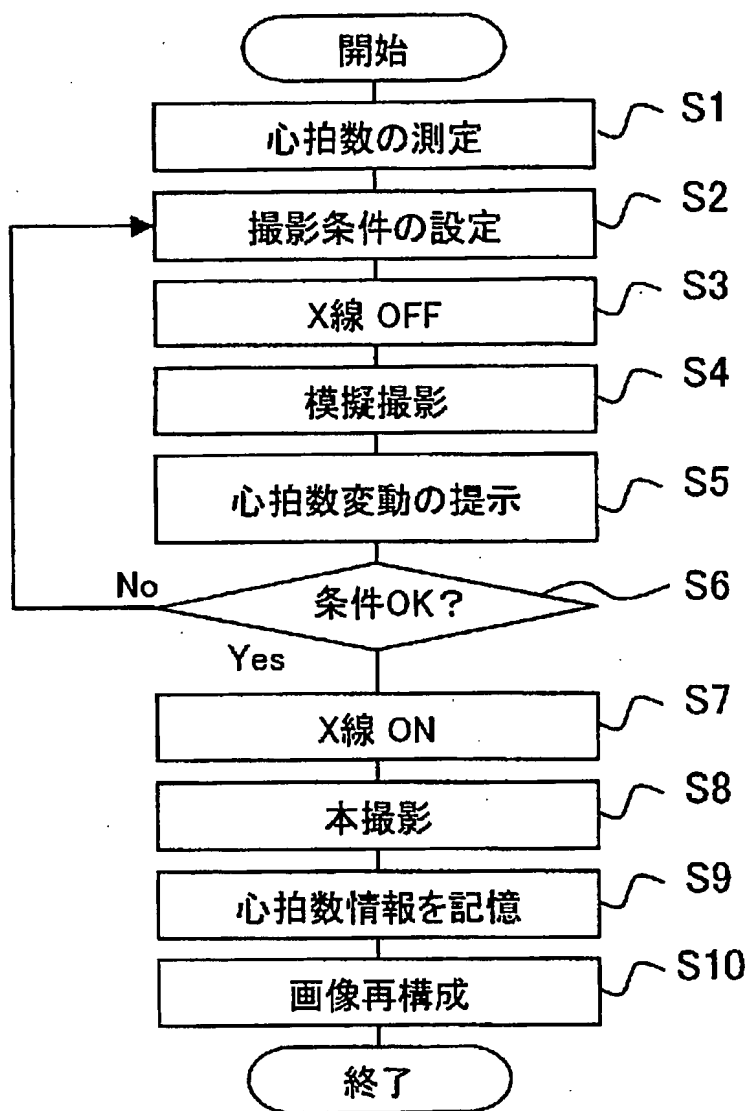 開始
心拍数の測定
S1
撮影条件の設定
S2
X線 OFF
S3
模擬撮影
S4
心拍数変動の提示
S5
条件OK?
S6
No
Yes
X線 ON
S7
本撮影
S8
心拍数情報を記憶
S9
画像再構成
S10
終了